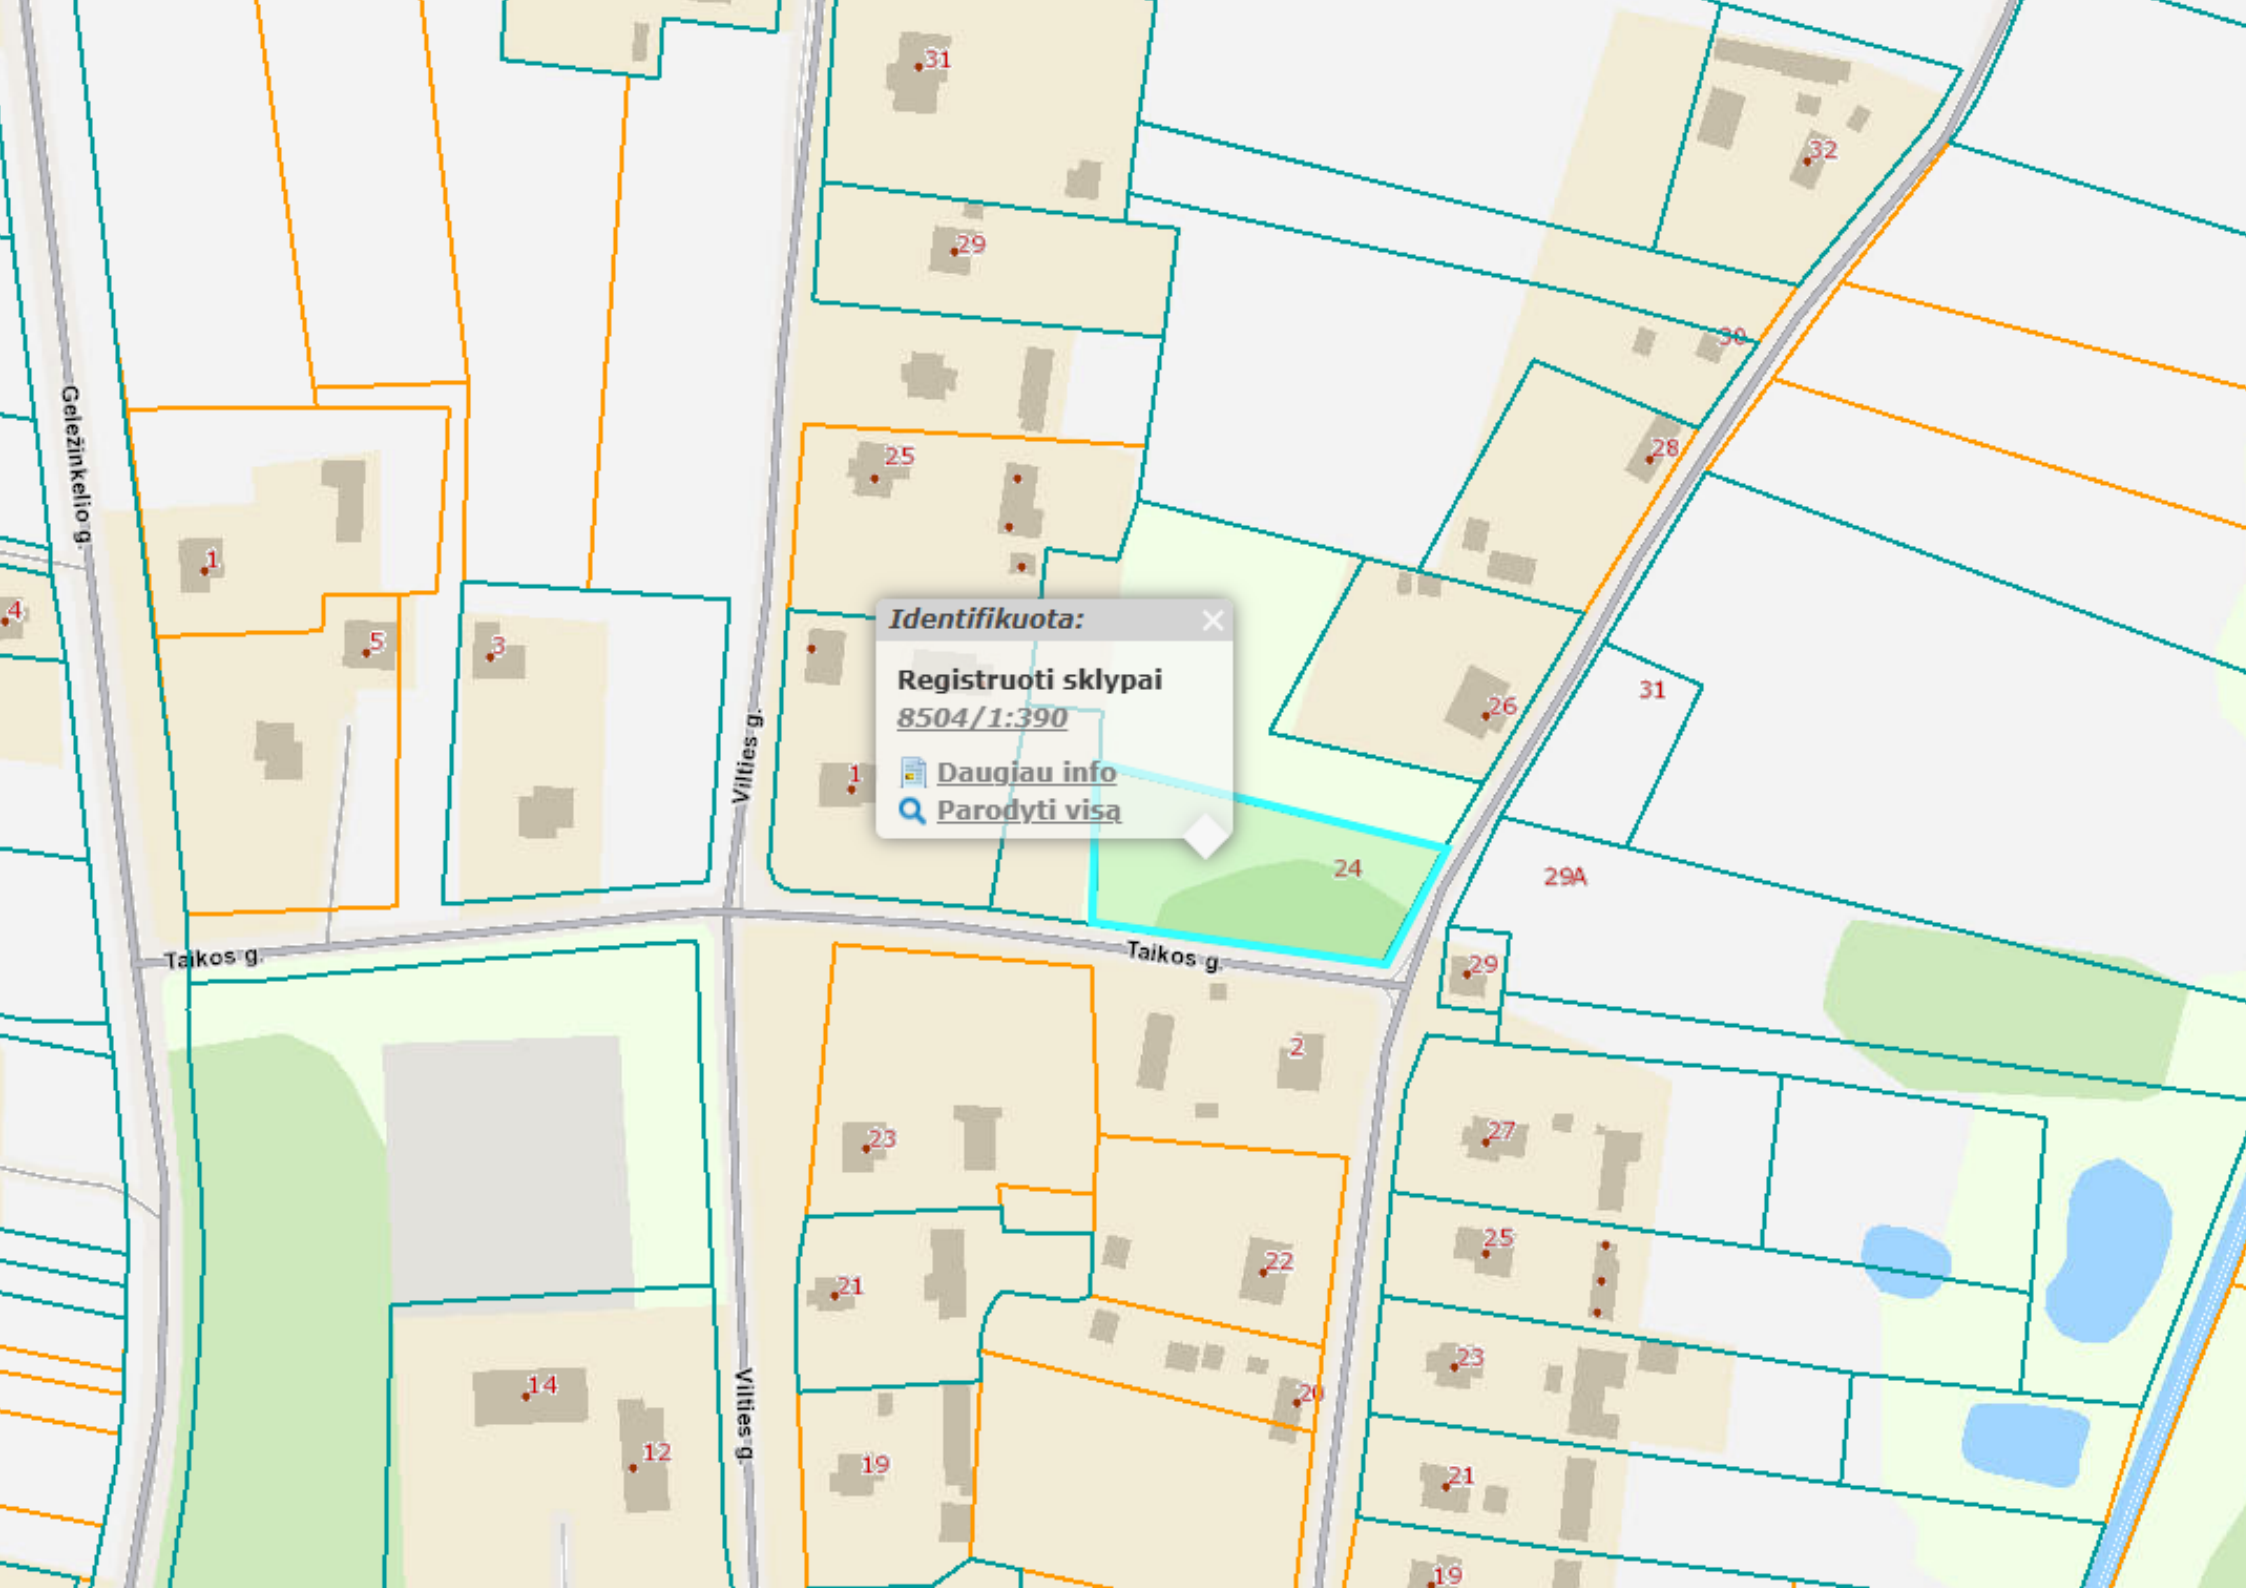 31
32
29
30
25
28
Geležinkelio g.
1
4
5
3
Identifikuota:
Registruoti sklypai
8504/1:390
Daugiau info
Parodyti visą
31
26
Vilties g.
1
24
29A
Taikos g.
Taikos g.
29
2
23
27
25
22
21
23
14
20
Vilties g.
12
19
21
19